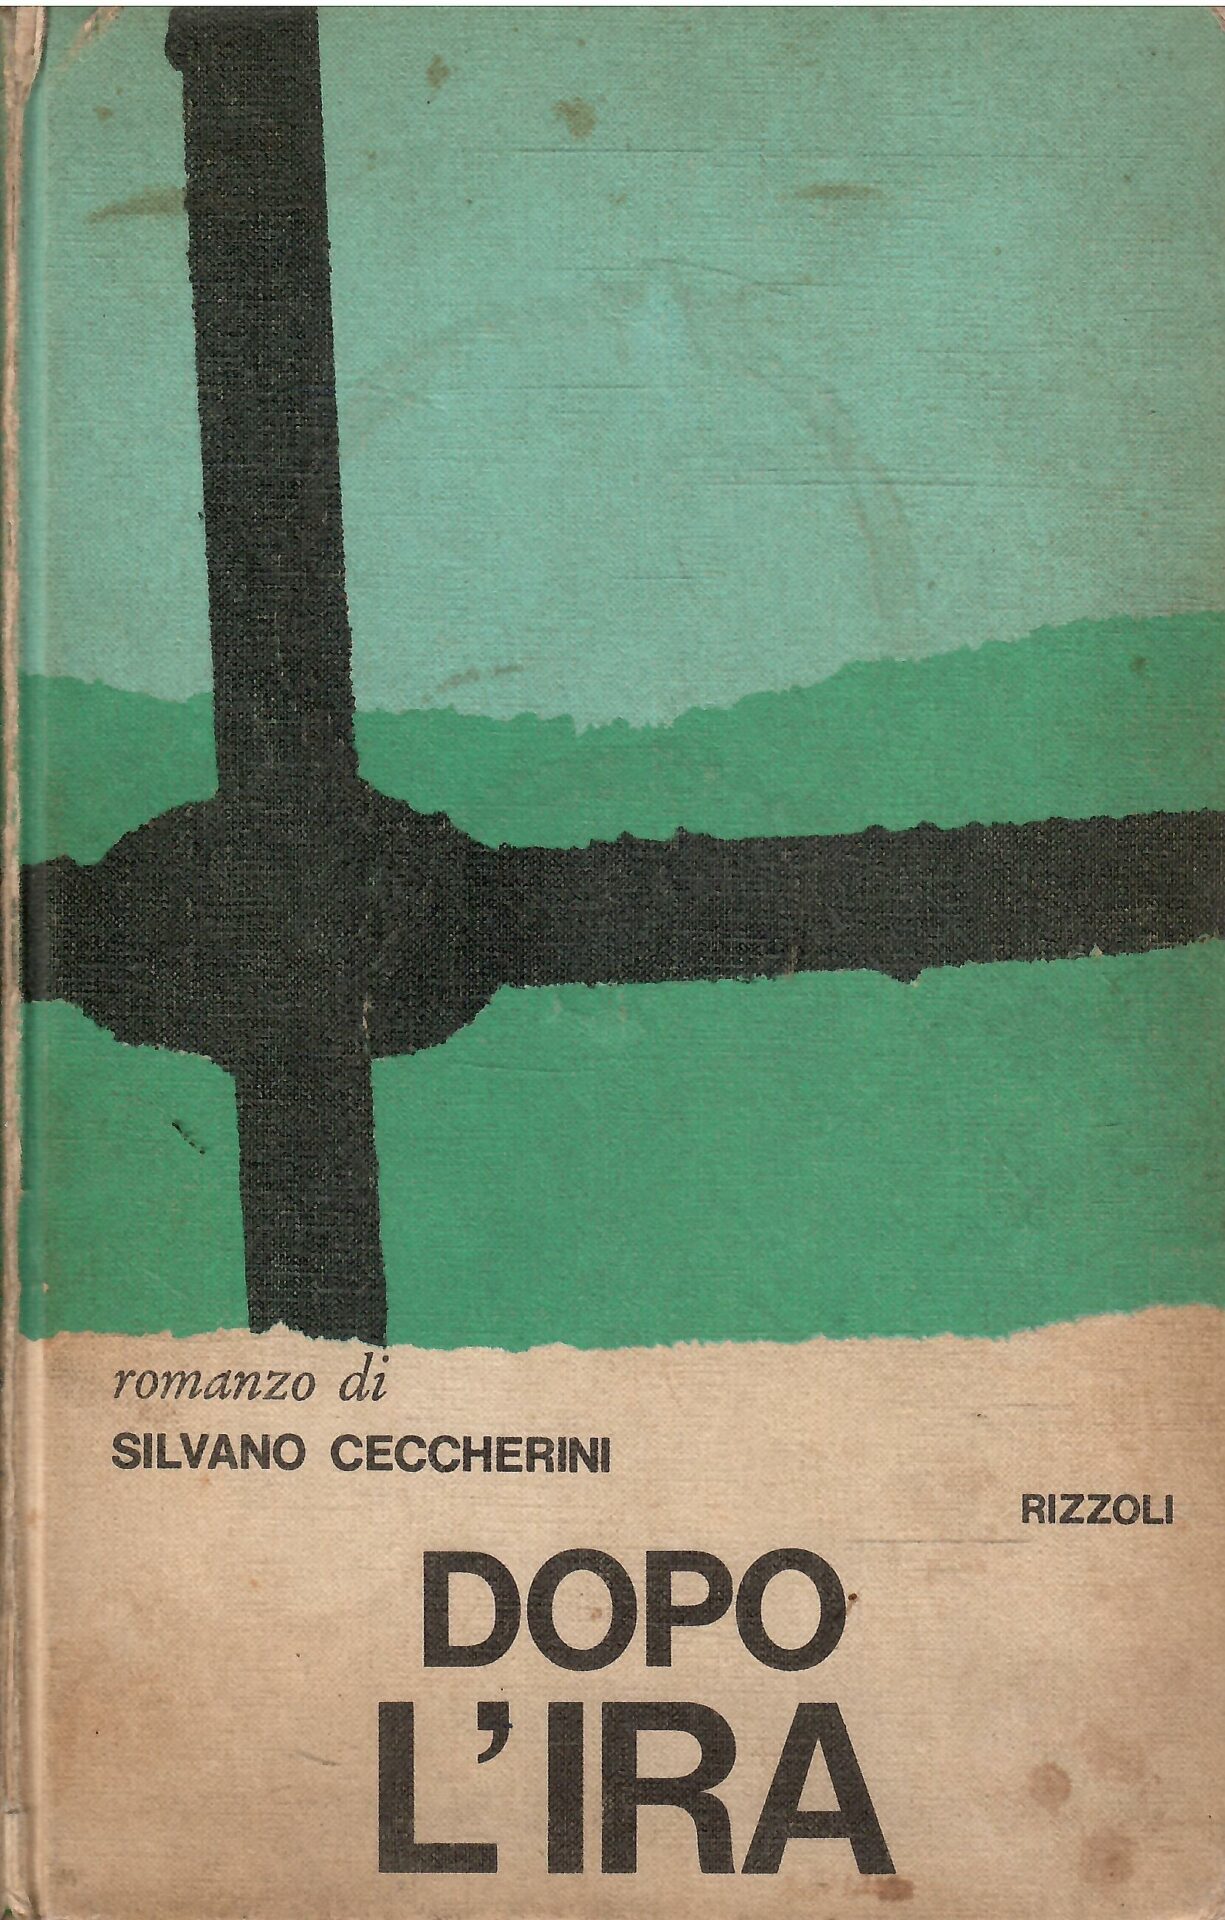 romanzo di
SILVANO CECCHERINI
RIZZOLI
DOPO
L'IRA